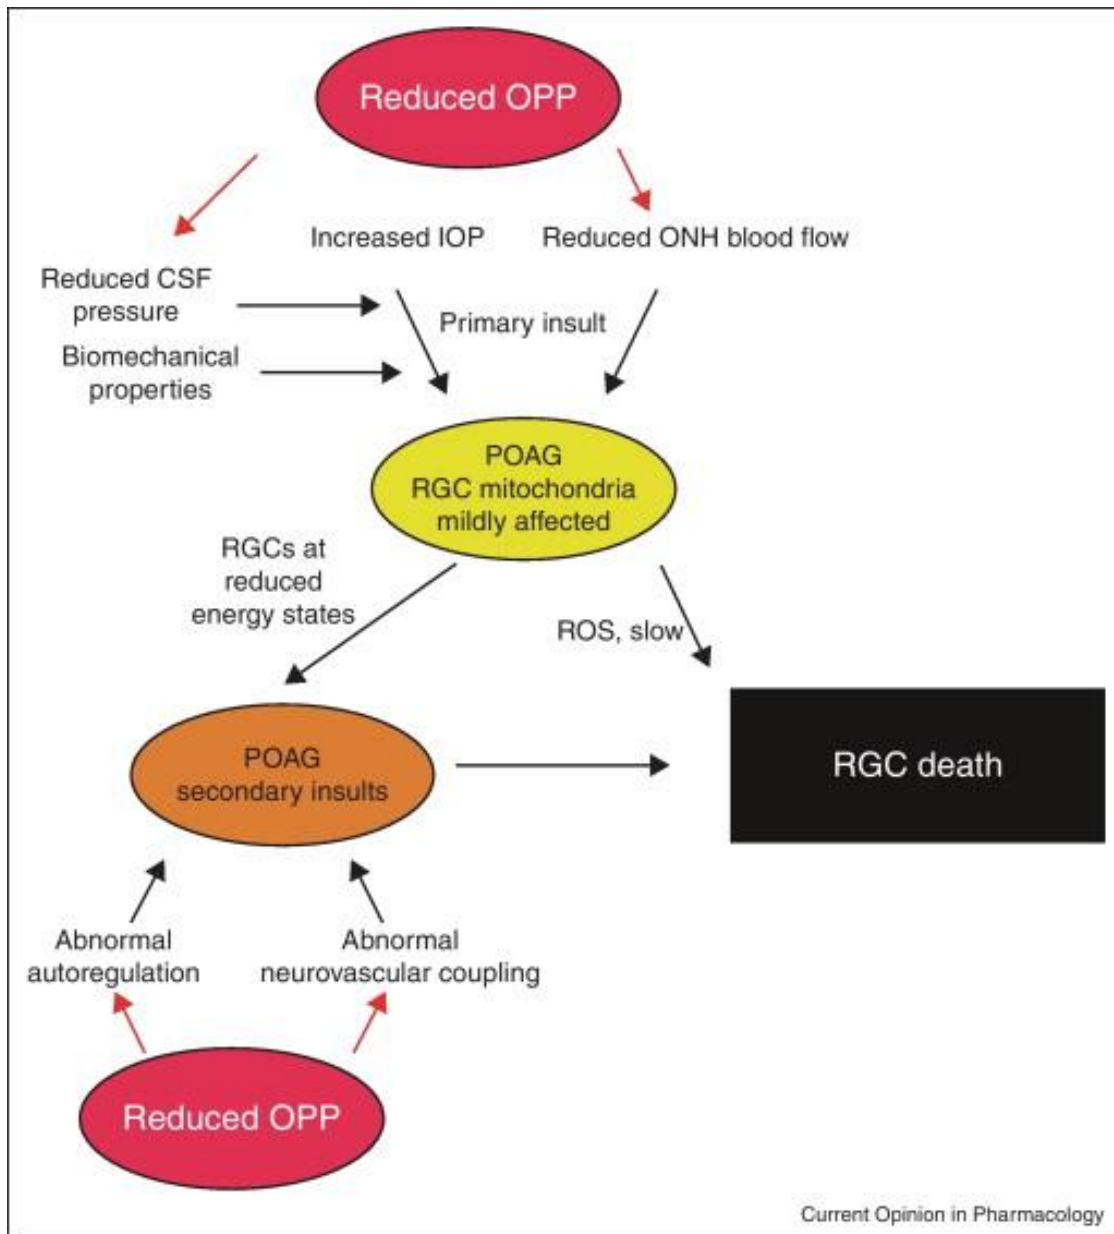 Reduced OPP
Increased IOP
Reduced ONH blood flow
Reduced CSF
pressure
Primary insult
Biomechanical
properties
POAG
RGC mitochondria
mildly affected
RGCs at
reduced
energy states
ROS, slow
POAG
secondary insults
RGC death
Abnormal
autoregulation
Abnormal
neurovascular coupling
Reduced OPP
Current Opinion in Pharmacology